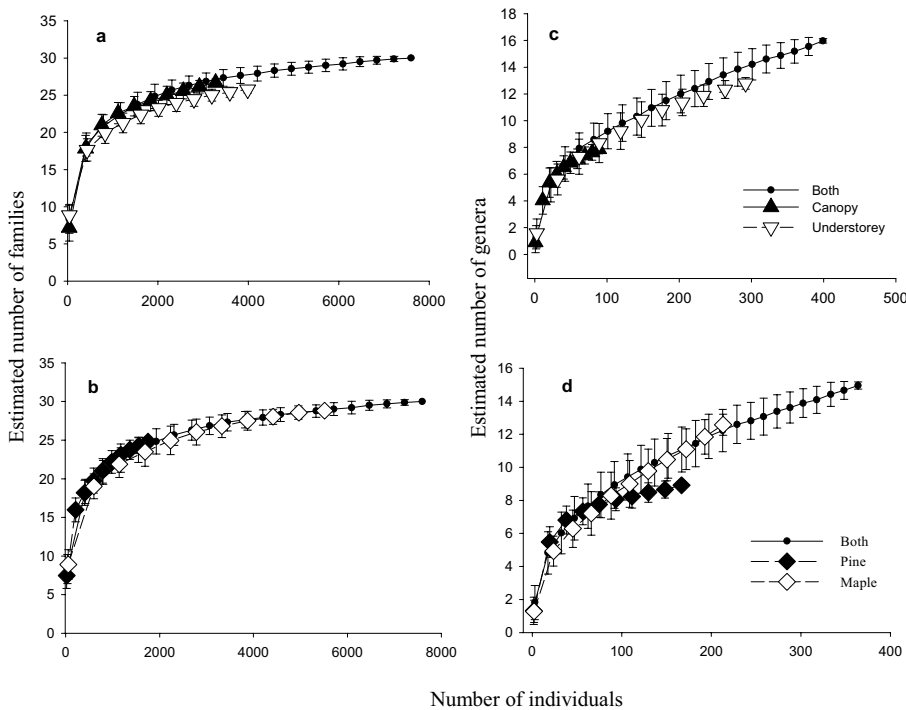 a
35
30
25
20
15
10
5
0
0 2000 4000 6000 8000
c
16
14
12
10
8
6
4
2
0
0 100 200 300 400 500
Both
Canopy
Understorey
Estimated number of families
Estimated number of genera
b
35
30
25
20
15
10
5
0
0 2000 4000 6000 8000
d
16
14
12
10
8
6
4
2
0
0 100 200 300 400
Both
Pine
Maple
Number of individuals